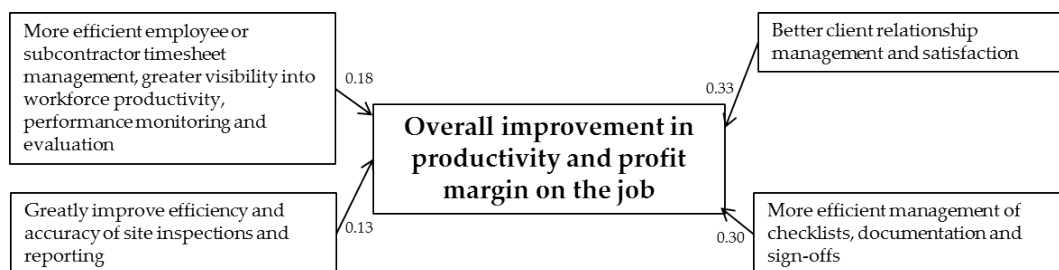 More efficient employee or
subcontractor timesheet
management, greater visibility into
workforce productivity,
performance monitoring and
evaluation
0.18
Better client relationship
management and satisfaction
0.33
Overall improvement in
productivity and profit
margin on the job
Greatly improve efficiency and
accuracy of site inspections and
reporting
0.13
More efficient management of
checklists, documentation and
sign-offs
0.30